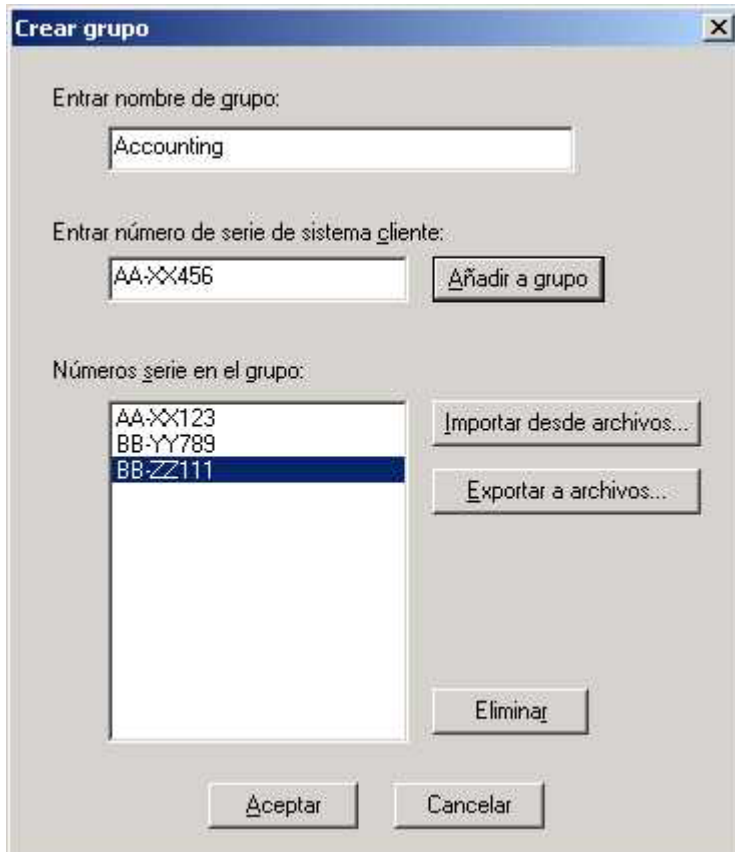 Crear grupo
Entrar nombre de grupo:
Accounting
Entrar número de serie de sistema cliente:
AA-XX456
Añadir a grupo
Números serie en el grupo:
AA-XX123
BB-YY789
BB-ZZ111
Importar desde archivos...
Exportar a archivos...
Eliminar
Aceptar
Cancelar